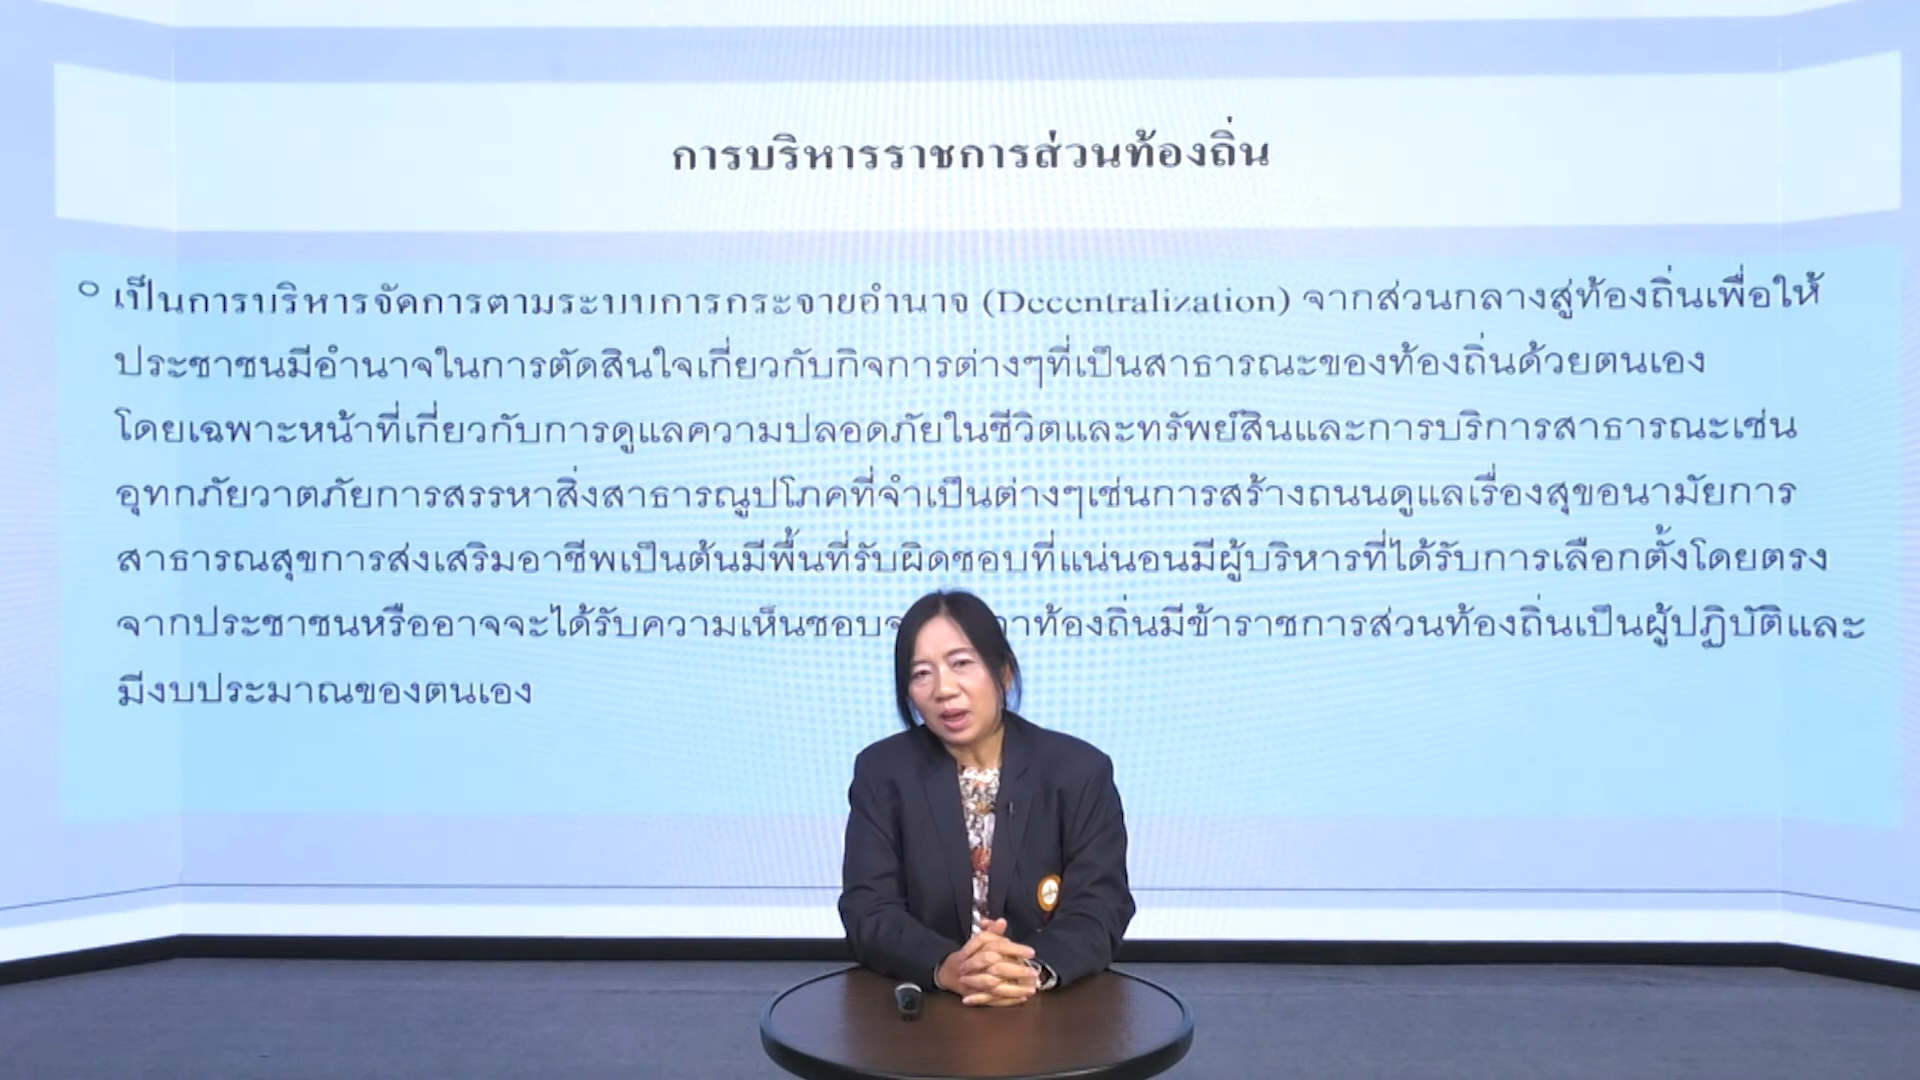 การบริหารราชการส่วนท้องถิ่น
เป็นการบริหารจัดการตามระบบการกระจายอำนาจ (Decentralization) จากส่วนกลางสู่ท้องถิ่นเพื่อให้
ประชาชนมีอำนาจในการตัดสินใจเกี่ยวกับกิจการต่างๆที่เป็นสาธารณะของท้องถิ่นด้วยตนเอง
โดยเฉพาะหน้าที่เกี่ยวกับการดูแลความปลอดภัยในชีวิตและทรัพย์สินและการบริการสาธารณะเช่น
อุทกภัยวาตภัยการสรรหาสิ่งสาธารณูปโภคที่จำเป็นต่างๆเช่นการสร้างถนนดูแลเรื่องสุขอนามัยการ
สาธารณสุขการส่งเสริมอาชีพเป็นต้นมีพื้นที่รับผิดชอบที่แน่นอนมีผู้บริหารที่ได้รับการเลือกตั้งโดยตรง
จากประชาชนหรืออาจจะได้รับความเห็นชอบ ท้องถิ่นมีข้าราชการส่วนท้องถิ่นเป็นผู้ปฏิบัติและ
มีงบประมาณของตนเอง